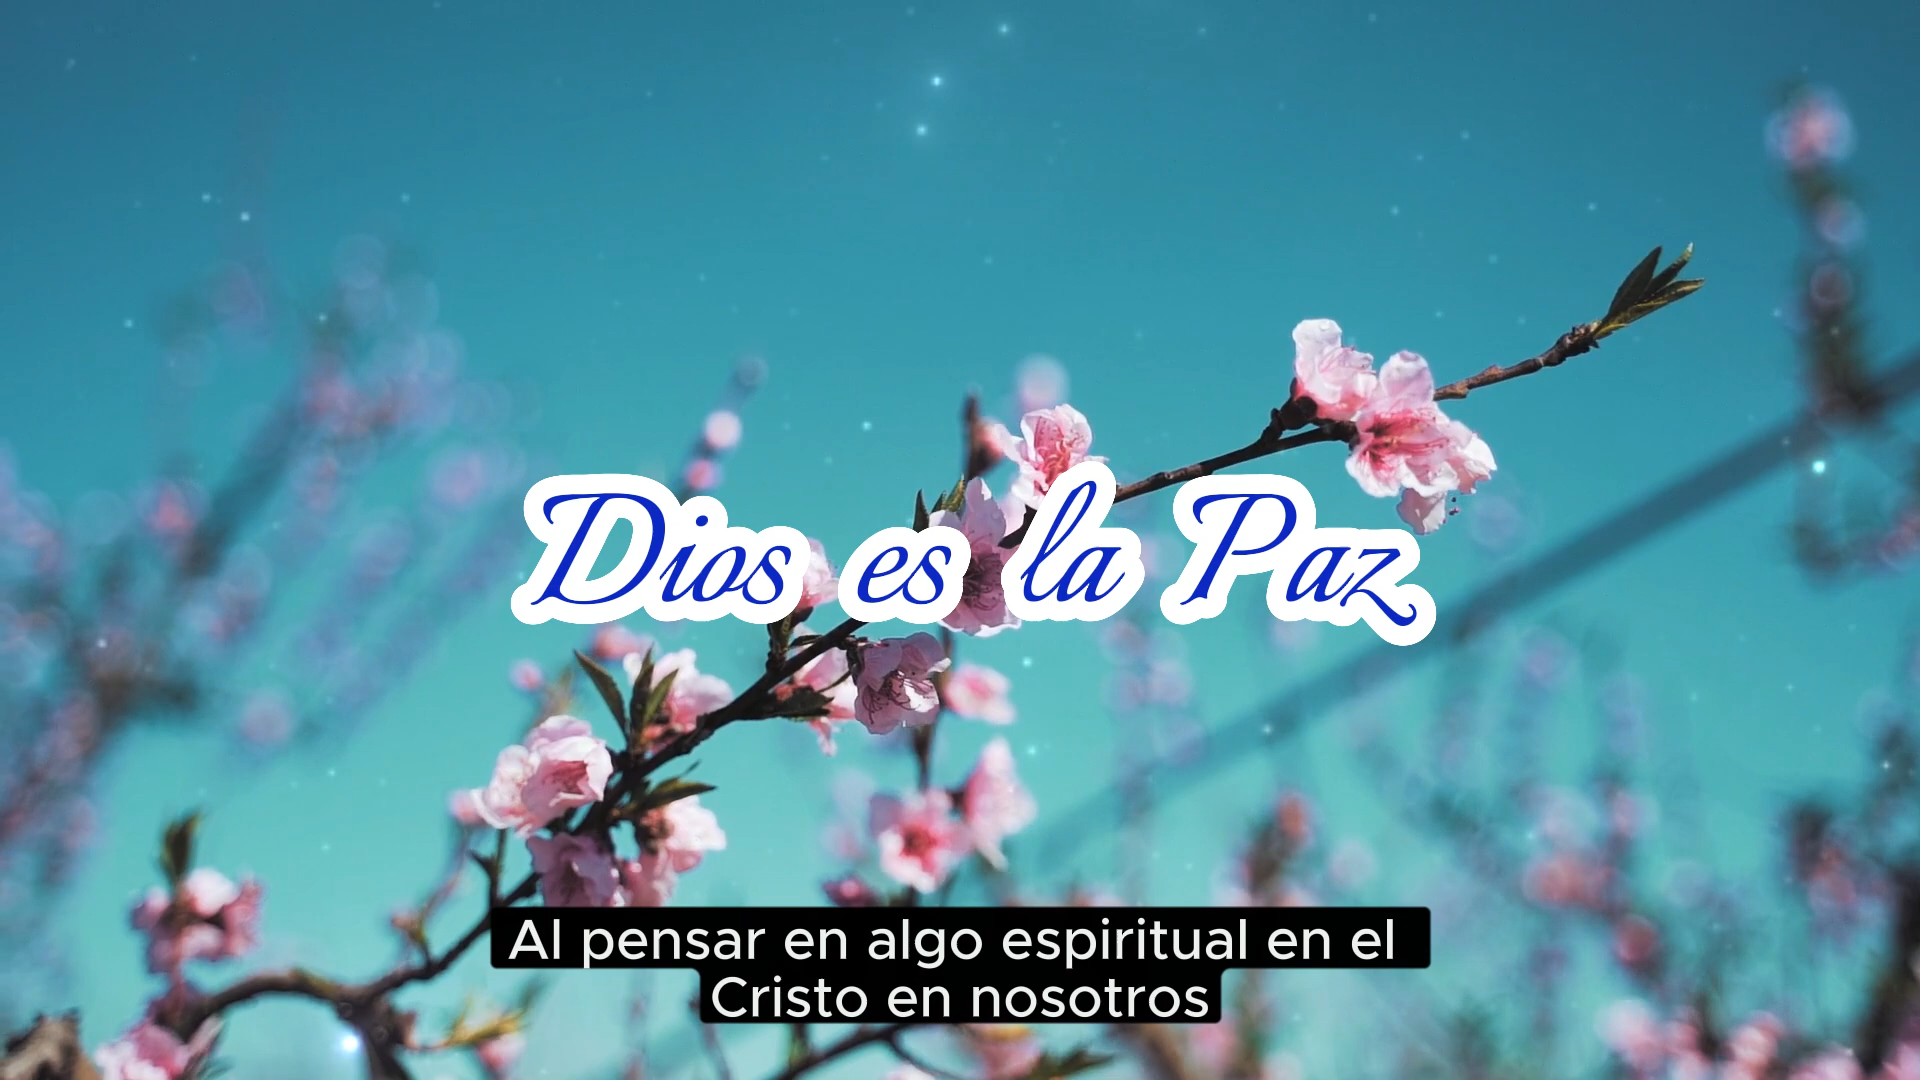 Dios es la Paz
Al pensar en algo espiritual en el
Cristo en nosotros